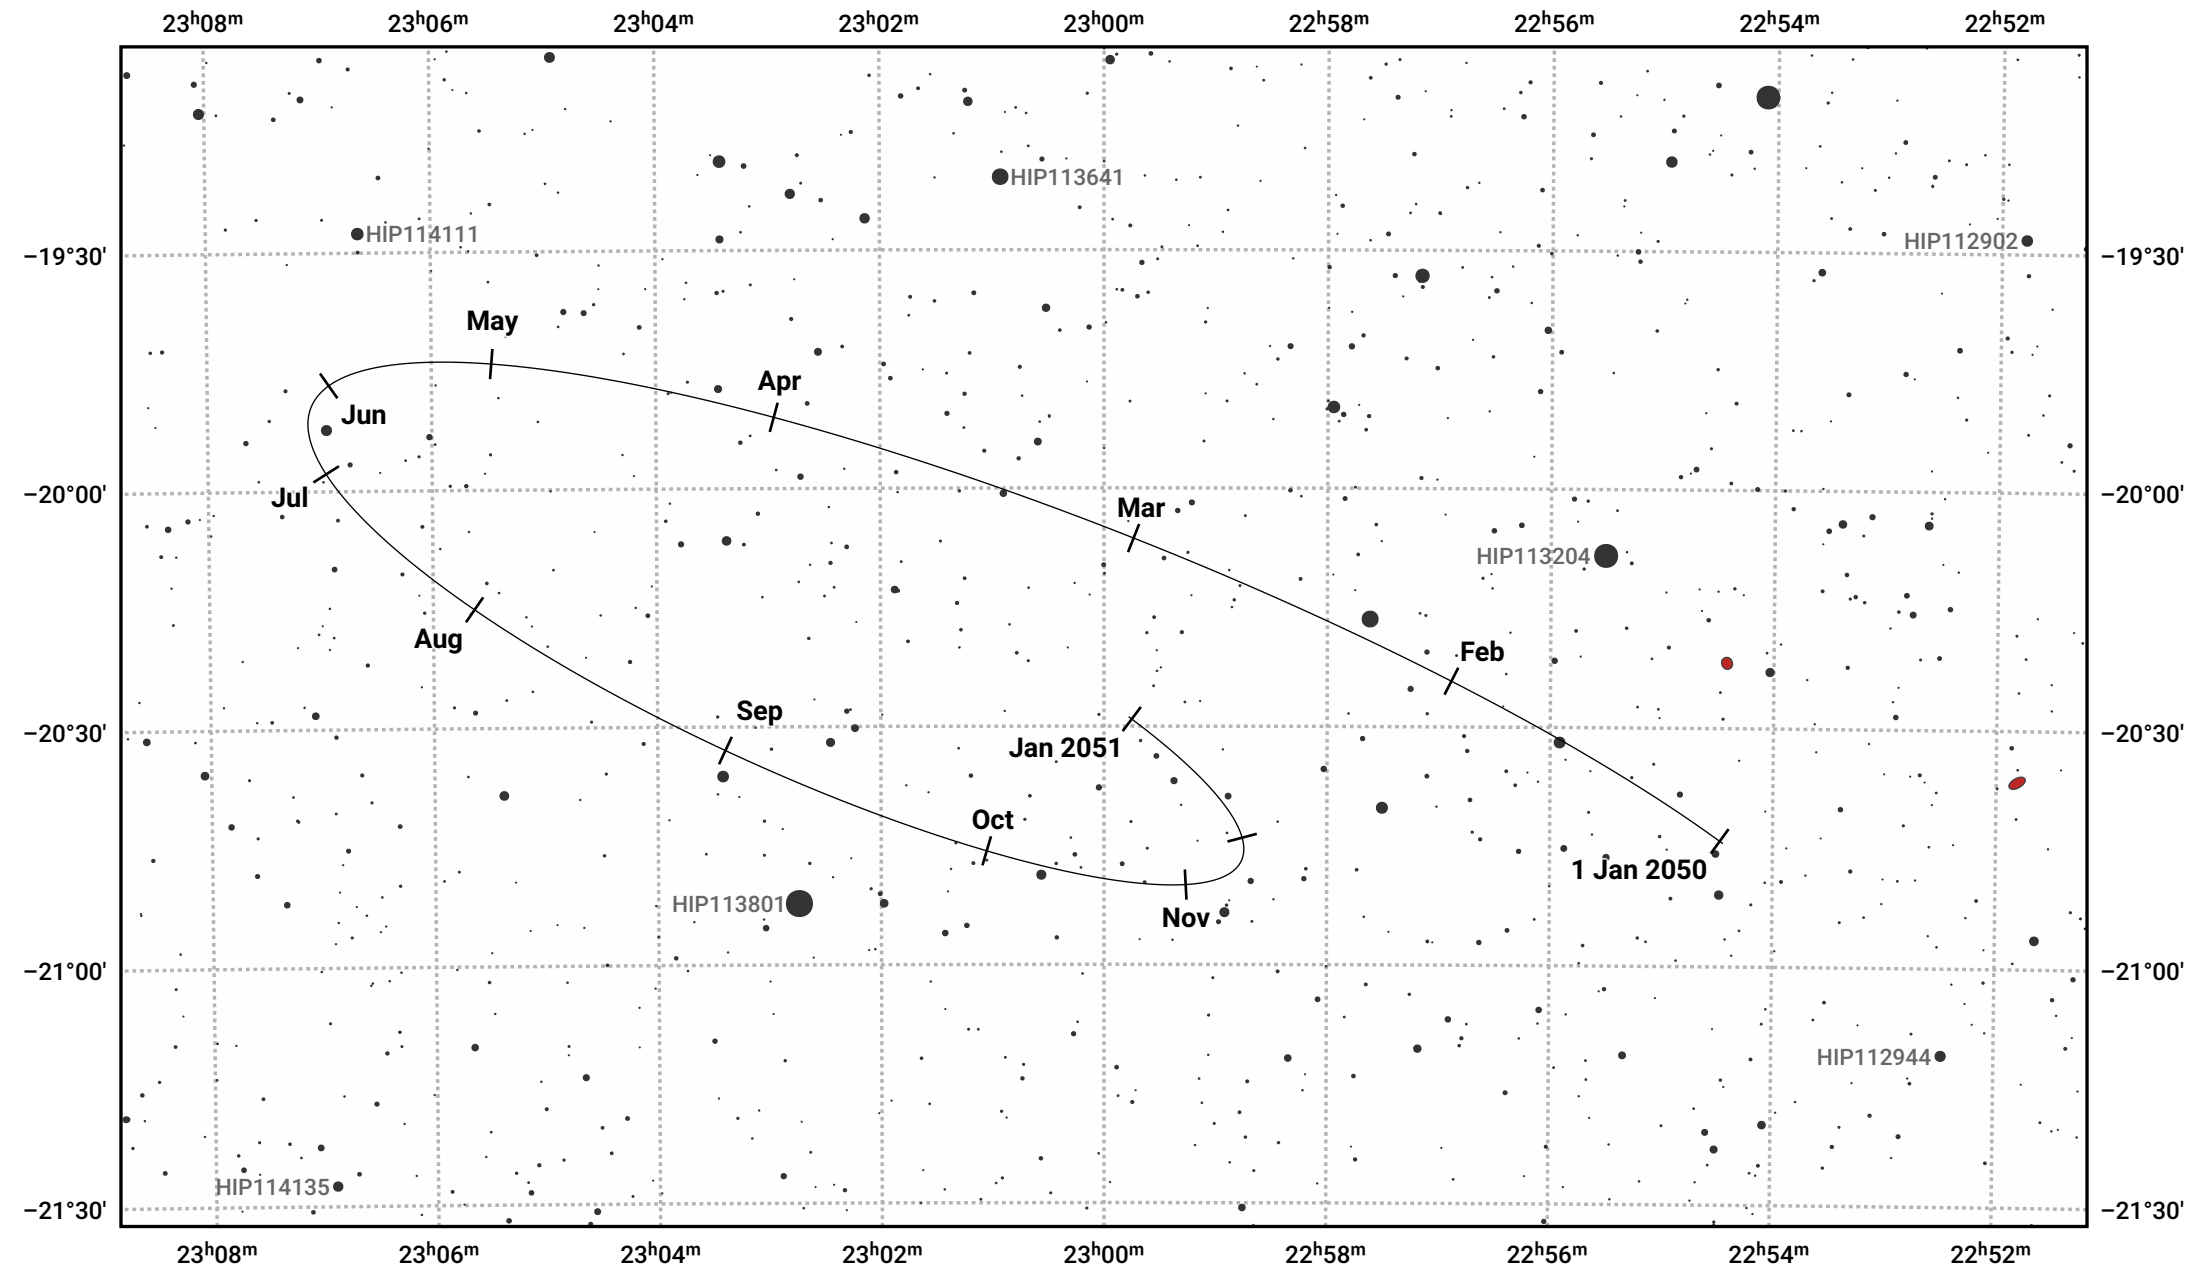 23h08m 23h06m 23h04m 23h02m 23h00m 22h58m 22h56m 22h54m 22h52m
HIP113641
HIP114111
HIP112902
−19°30' −19°30'
May
Apr
Jun
Jul
−20°00' −20°00'
Mar
HIP113204
Aug
Feb
Sep
−20°30' −20°30'
Jan 2051
Oct
1 Jan 2050
HIP113801
Nov
−21°00' −21°00'
HIP112944
HIP114135
−21°30' −21°30'
23h08m 23h06m 23h04m 23h02m 23h00m 22h58m 22h56m 22h54m 22h52m